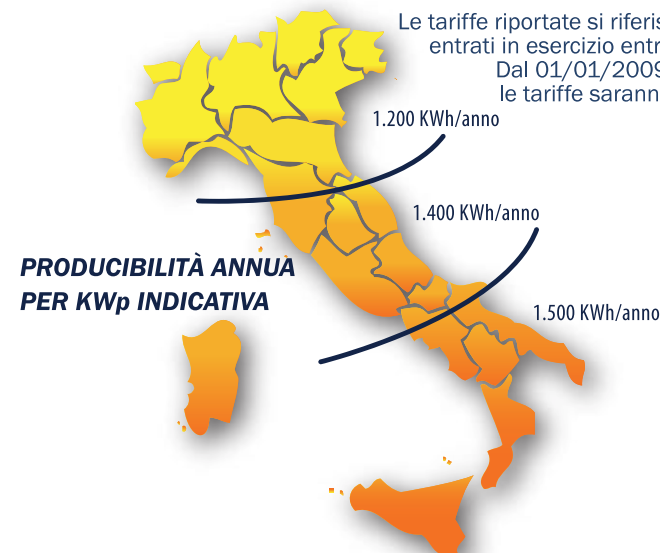 Le tariffe riportate si riferis
entrati in esercizio entr
Dal 01/01/2009
le tariffe sarann
1.200 KWh/anno
1.400 KWh/anno
PRODUCIBILITÀ ANNUA
PER KWp INDICATIVA
1.500 KWh/anno